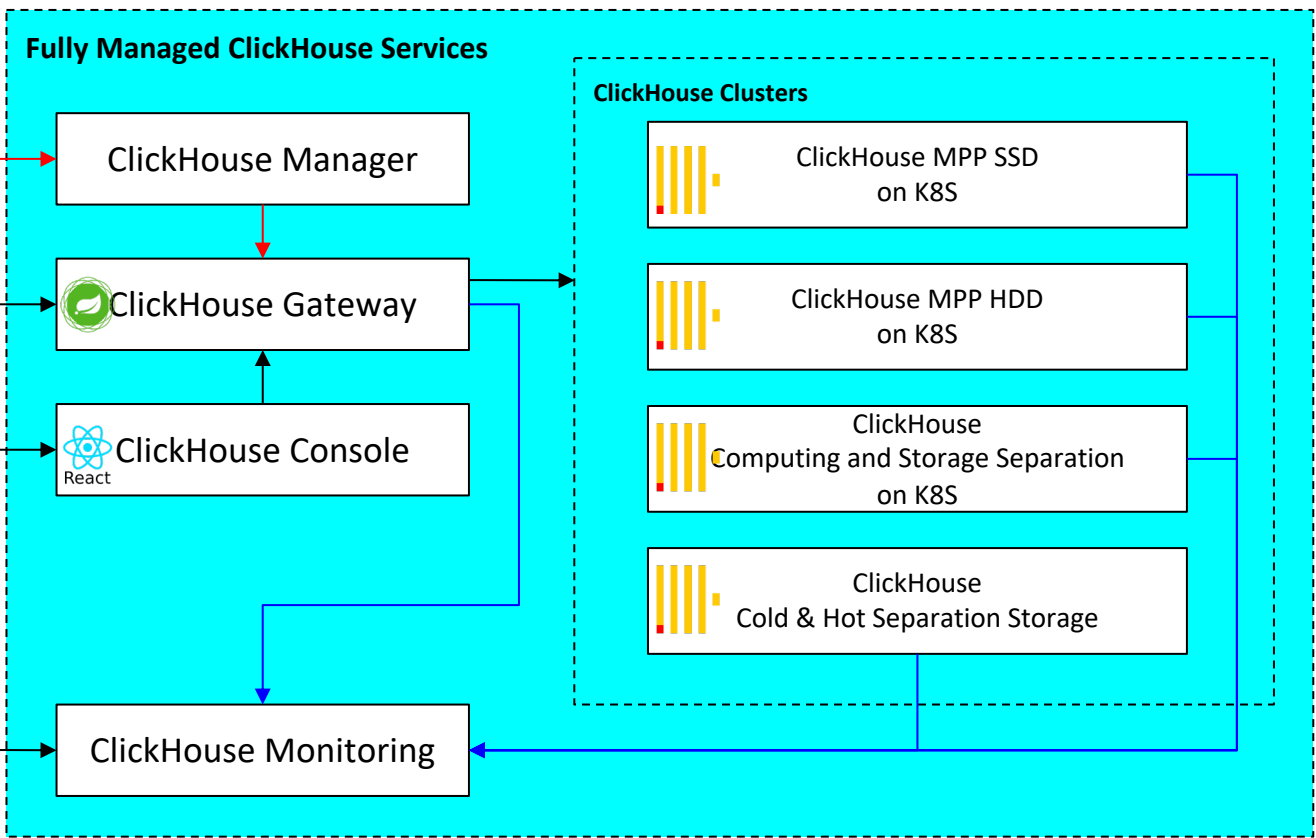 Fully Managed ClickHouse Services
ClickHouse Manager
ClickHouse Gateway
ClickHouse Console
React
ClickHouse Monitoring
ClickHouse Clusters
ClickHouse MPP SSD
on K8S
ClickHouse MPP HDD
on K8S
ClickHouse
Computing and Storage Separation
on K8S
ClickHouse
Cold & Hot Separation Storage